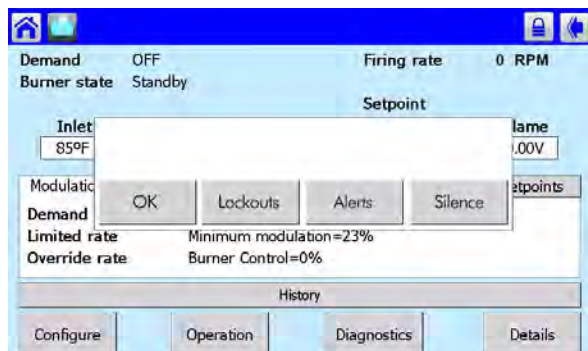 Demand OFF Firing rate 0 RPM
Burner state Standby
Setpoint
Inlet lame
85ºF .00V
Modulatic etpoints
OK Lockouts Alerts Silence
Demand
Limited rate Minimum modulation=23%
Override rate Burner Control=0%
History
Configure Operation Diagnostics Details